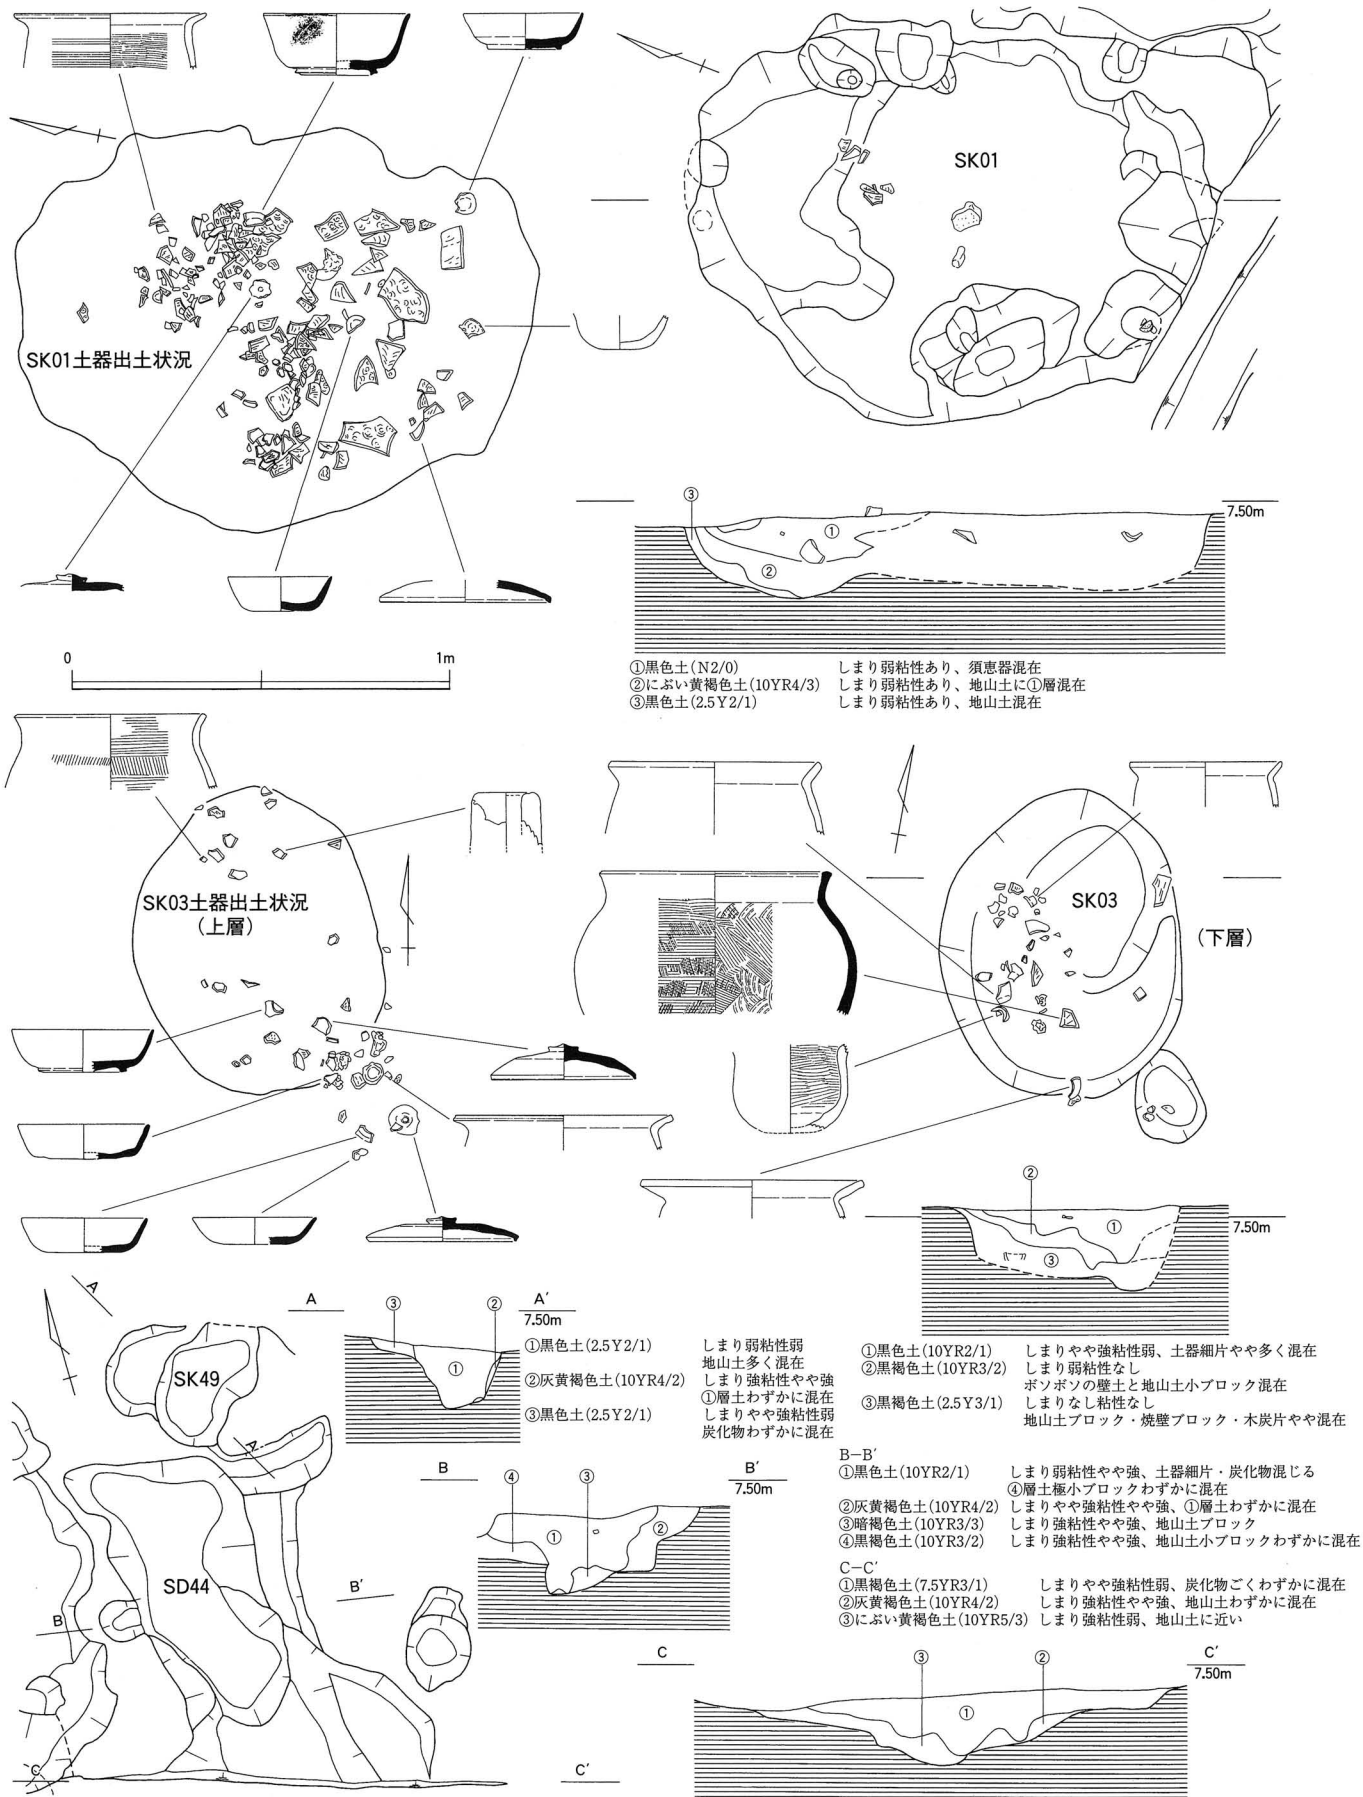 SK01
SK01土器出土状況
③
①
②
7.50m
①黒色土(N2/0) しまり弱粘性あり、須恵器混在
②にぶい黄褐色土(10YR4/3) しまり弱粘性あり、地山土に①層混在
③黒色土(2.5Y2/1) しまり弱粘性あり、地山土混在
0 1m
SK03土器出土状況
(上層)
SK03
(下層)
②
①
③
7.50m
A
A′
SK49
SD44
B
B′
C
C′
A
A′
7.50m
③
②
①
①黒色土(2.5Y2/1) しまり弱粘性弱
地山土多く混在
②灰黄褐色土(10YR4/2) しまり強粘性やや強
①層土わずかに混在
③黒色土(2.5Y2/1) しまりやや強粘性弱
炭化物わずかに混在
①黒色土(10YR2/1) しまりやや強粘性弱、土器細片やや多く混在
②黒褐色土(10YR3/2) しまり弱粘性なし
ボソボソの壁土と地山土小ブロック混在
③黒褐色土(2.5Y3/1) しまりなし粘性なし
地山土ブロック・焼壁ブロック・木炭片やや混在
B
B′
7.50m
④
③
①
②
B−B′
①黒色土(10YR2/1) しまり弱粘性やや強、土器細片・炭化物混じる
④層土極小ブロックわずかに混在
②灰黄褐色土(10YR4/2) しまりやや強粘性やや強、①層土わずかに混在
③暗褐色土(10YR3/3) しまり強粘性やや強、地山土ブロック
④黒褐色土(10YR3/2) しまり強粘性やや強、地山土小ブロックわずかに混在
C−C′
①黒褐色土(7.5YR3/1) しまりやや強粘性弱、炭化物ごくわずかに混在
②灰黄褐色土(10YR4/2) しまり強粘性やや強、地山土わずかに混在
③にぶい黄褐色土(10YR5/3) しまり強粘性弱、地山土に近い
C
C′
7.50m
③
②
①